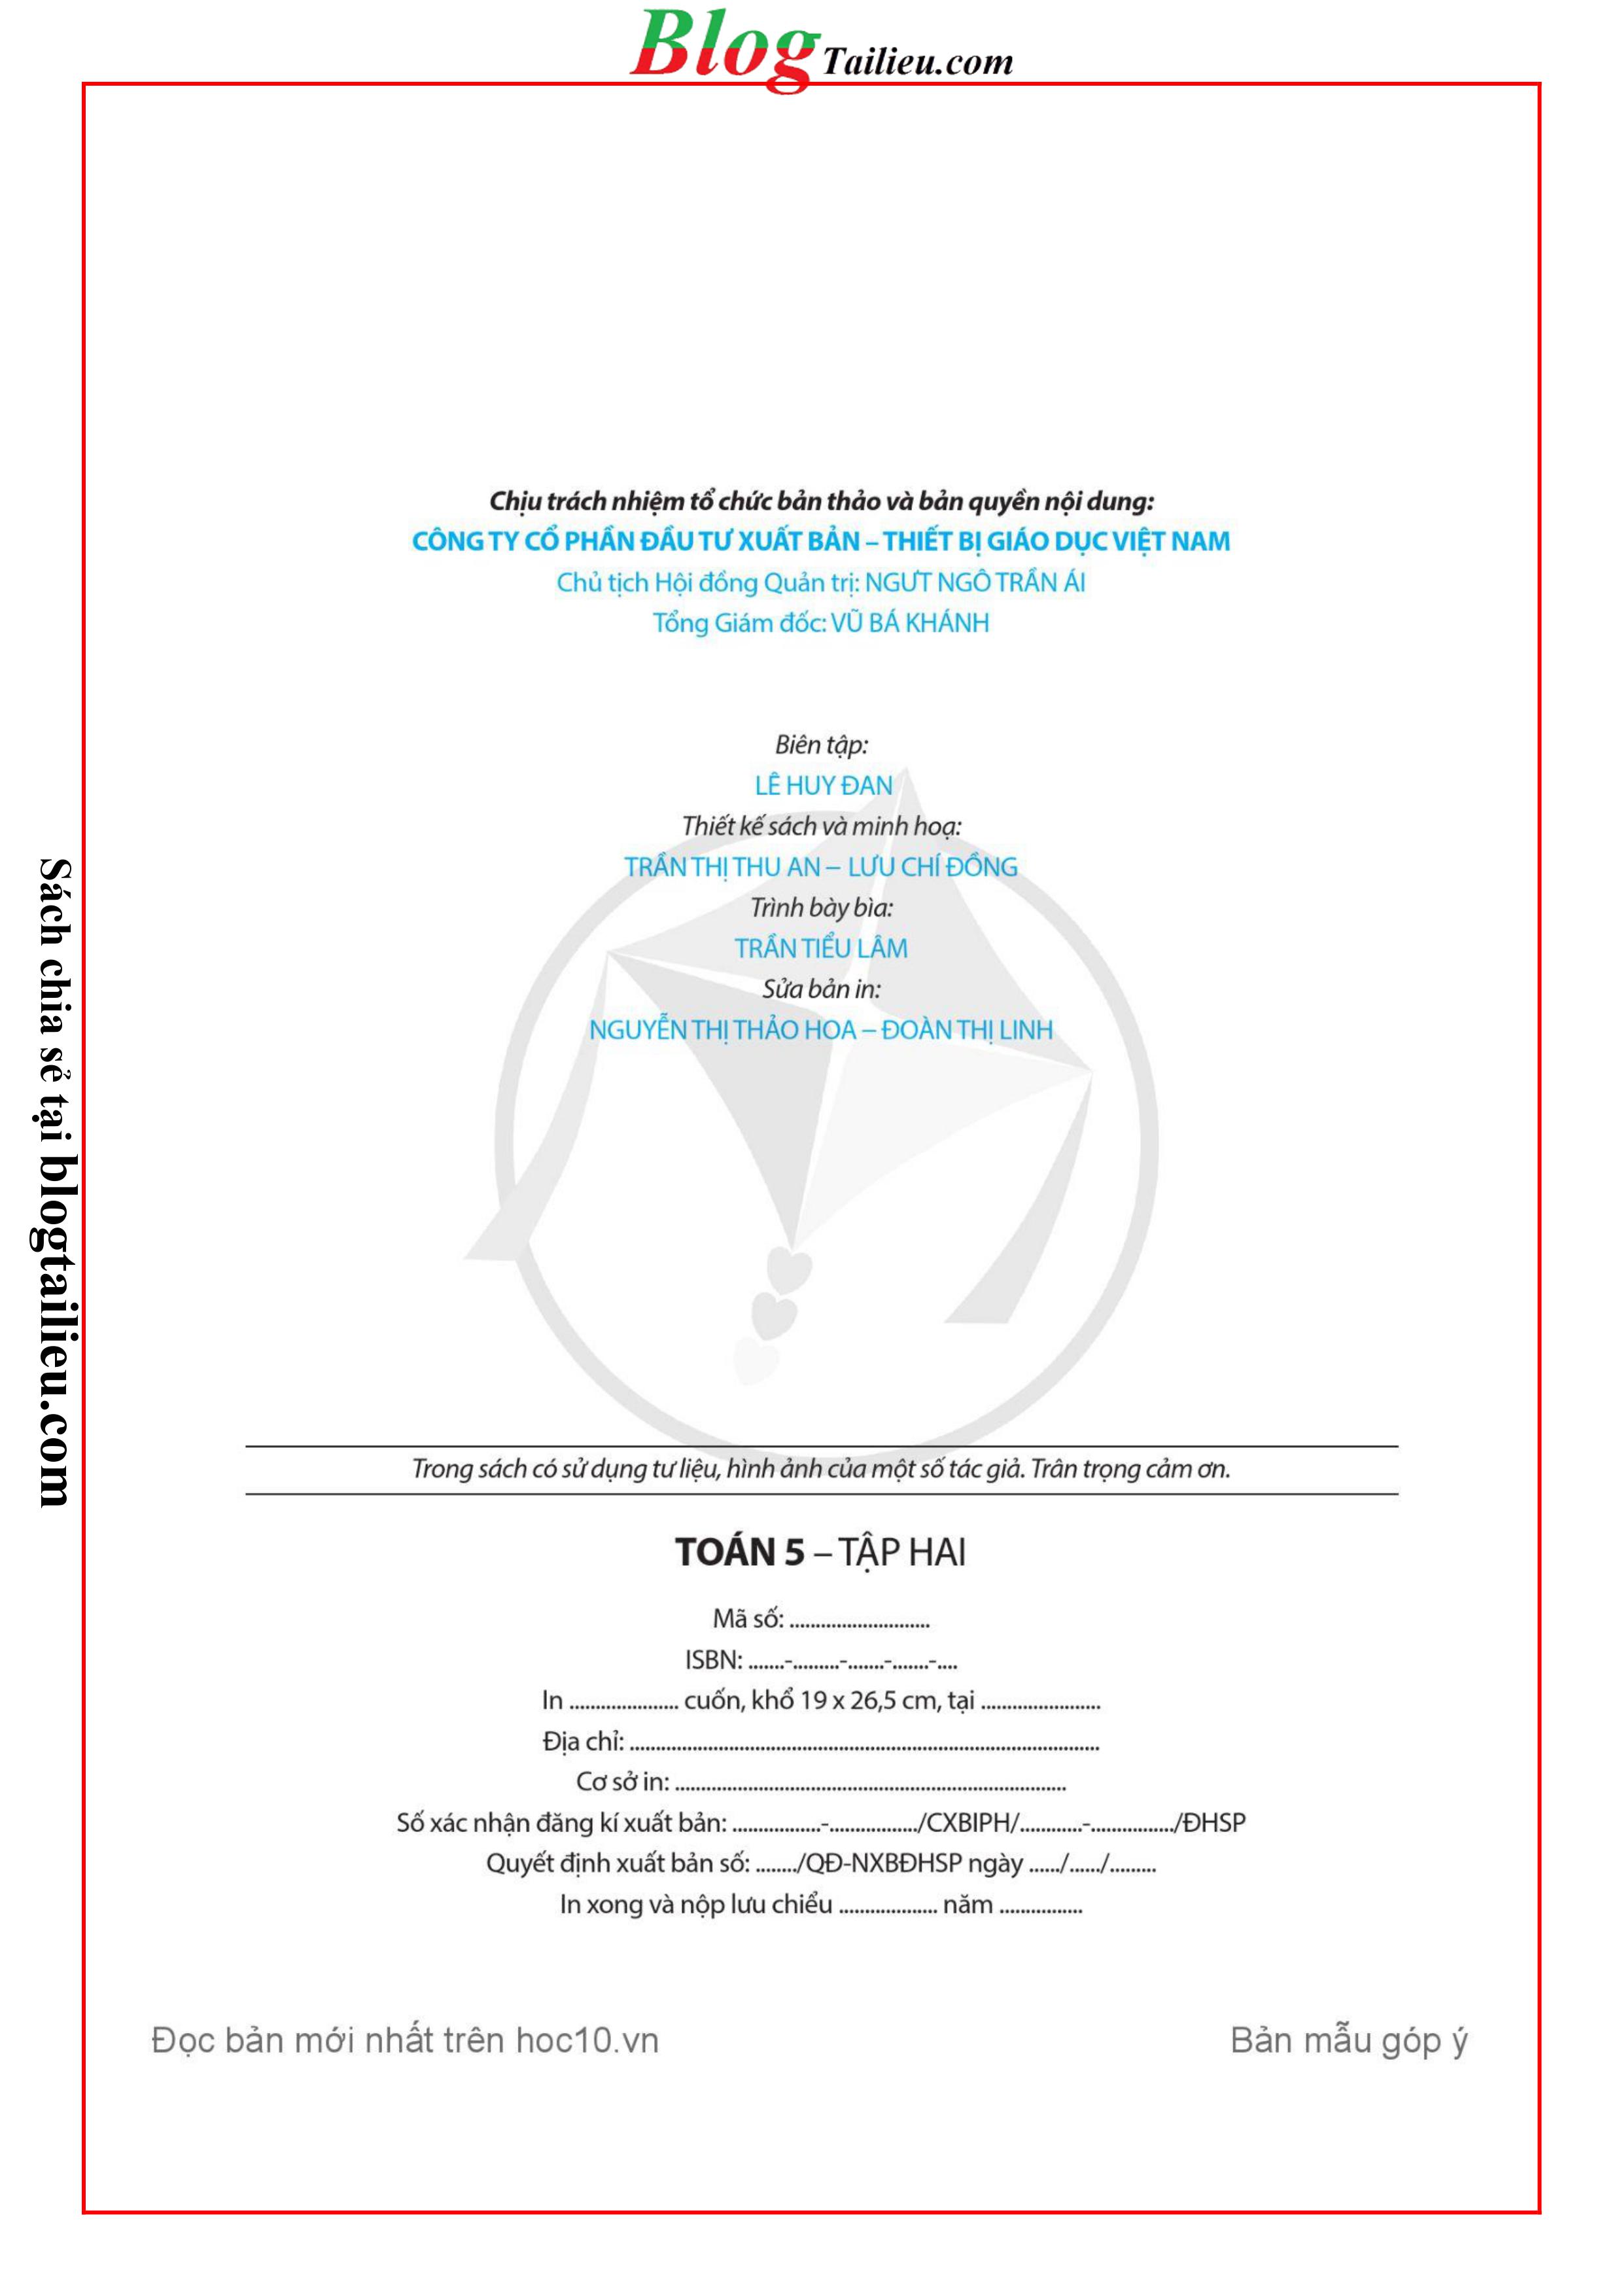 Blog Tailieu.com
Chịu trách nhiệm tổ chức bản thảo và bản quyền nội dung:
CÔNG TY CỔ PHẦN ĐẦU TƯ XUẤT BẢN – THIẾT BỊ GIÁO DỤC VIỆT NAM
Chủ tịch Hội đồng Quản trị: NGƯT NGÔ TRẦN ÁI
Tổng Giám đốc: VŨ BÁ KHÁNH
Biên tập:
LÊ HUY ĐAN
Thiết kế sách và minh hoạ:
TRẦN THỊ THU AN – LƯU CHÍ ĐỒNG
Trình bày bìa:
TRẦN TIỂU LÂM
Sửa bản in:
NGUYỄN THỊ THẢO HOA – ĐOÀN THỊ LINH
Sách chia sẻ tại blogtailieu.com
Trong sách có sử dụng tư liệu, hình ảnh của một số tác giả. Trân trọng cảm ơn.
TOÁN 5 – TẬP HAI
Mã số: ...........................
ISBN: .......-.........-.......-.......-....
In ..................... cuốn, khổ 19 x 26,5 cm, tại .......................
Địa chỉ: ..........................................................................................
Cơ sở in: ...........................................................................
Số xác nhận đăng kí xuất bản: .................-................./CXBIPH/............-................/ĐHSP
Quyết định xuất bản số: ......../QĐ-NXBĐHSP ngày ....../....../.........
In xong và nộp lưu chiểu ................... năm ................
Đọc bản mới nhất trên hoc10.vn
Bản mẫu góp ý